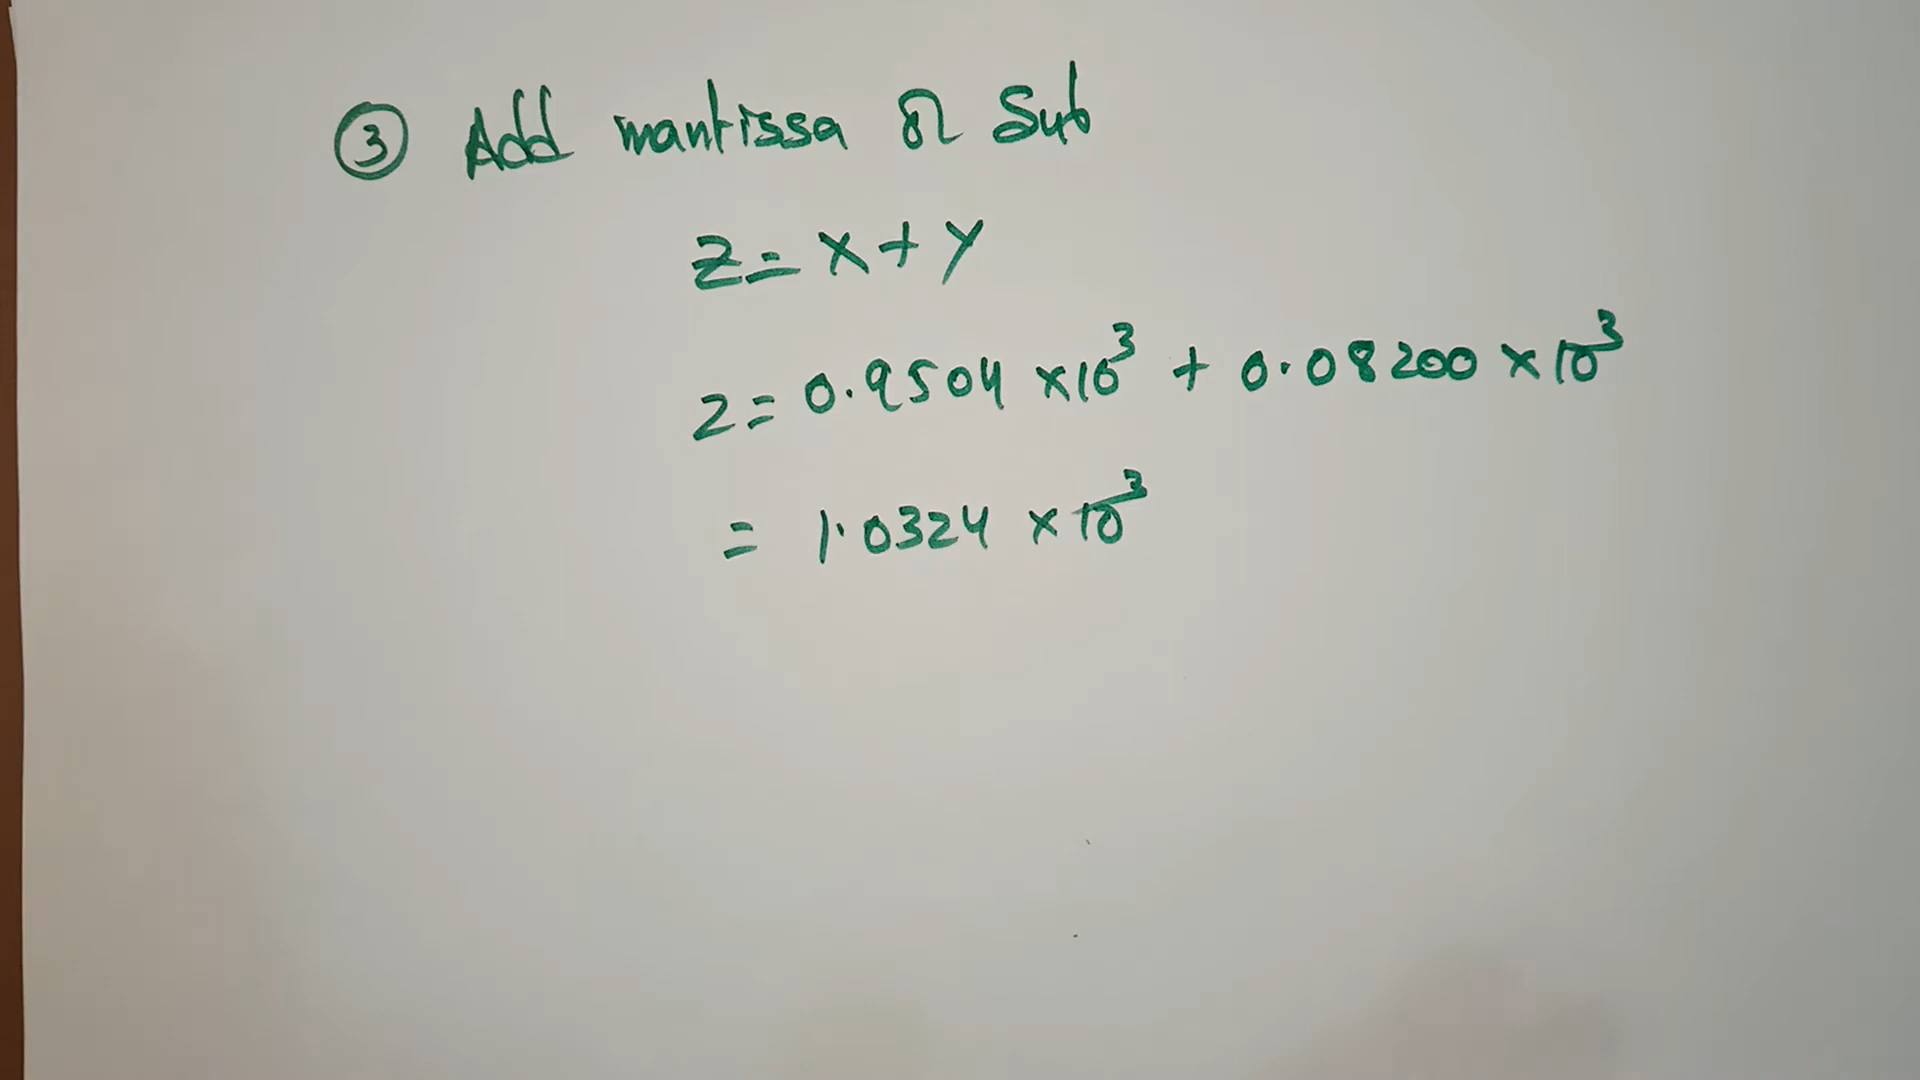 ③ Add mantissa or Sub
Z = X + Y
Z = 0.9504 × 10³ + 0.08200 × 10³
= 1.0324 × 10³